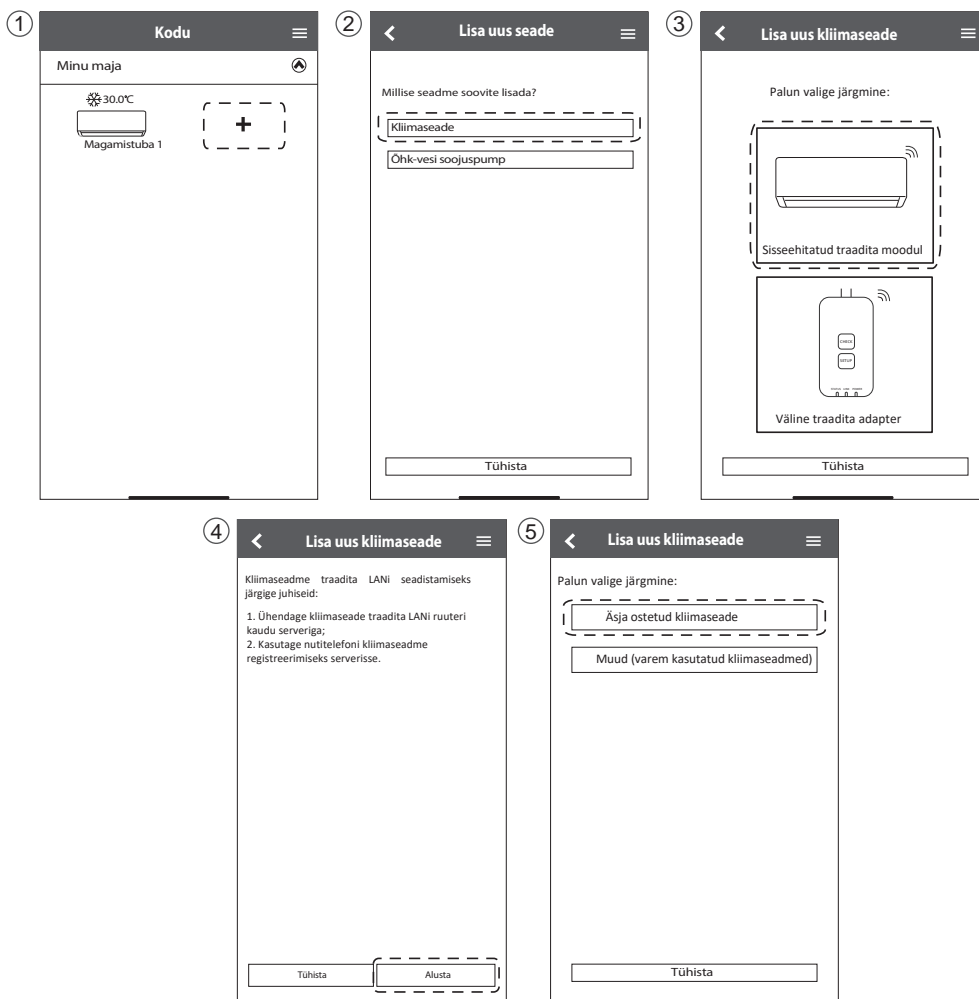 1
Kodu
Minu maja
30.0℃
+
Magamistuba 1
2
Lisa uus seade
Millise seadme soovite lisada?
Kliimaseade
Õhk-vesi soojuspump
Tühista
3
Lisa uus kliimaseade
Palun valige järgmine:
Sisseehitatud traadita moodul
CHECK
SETUP
Väline traadita adapter
Tühista
4
Lisa uus kliimaseade
Kliimaseadme traadita LANi seadistamiseks
järgige juhiseid:
1. Ühendage kliimaseade traadita LANi ruuteri
kaudu serveriga;
2. Kasutage nutitelefoni kliimaseadme
registreerimiseks serverisse.
Tühista
Alusta
5
Lisa uus kliimaseade
Palun valige järgmine:
Äsja ostetud kliimaseade
Muud (varem kasutatud kliimaseadmed)
Tühista